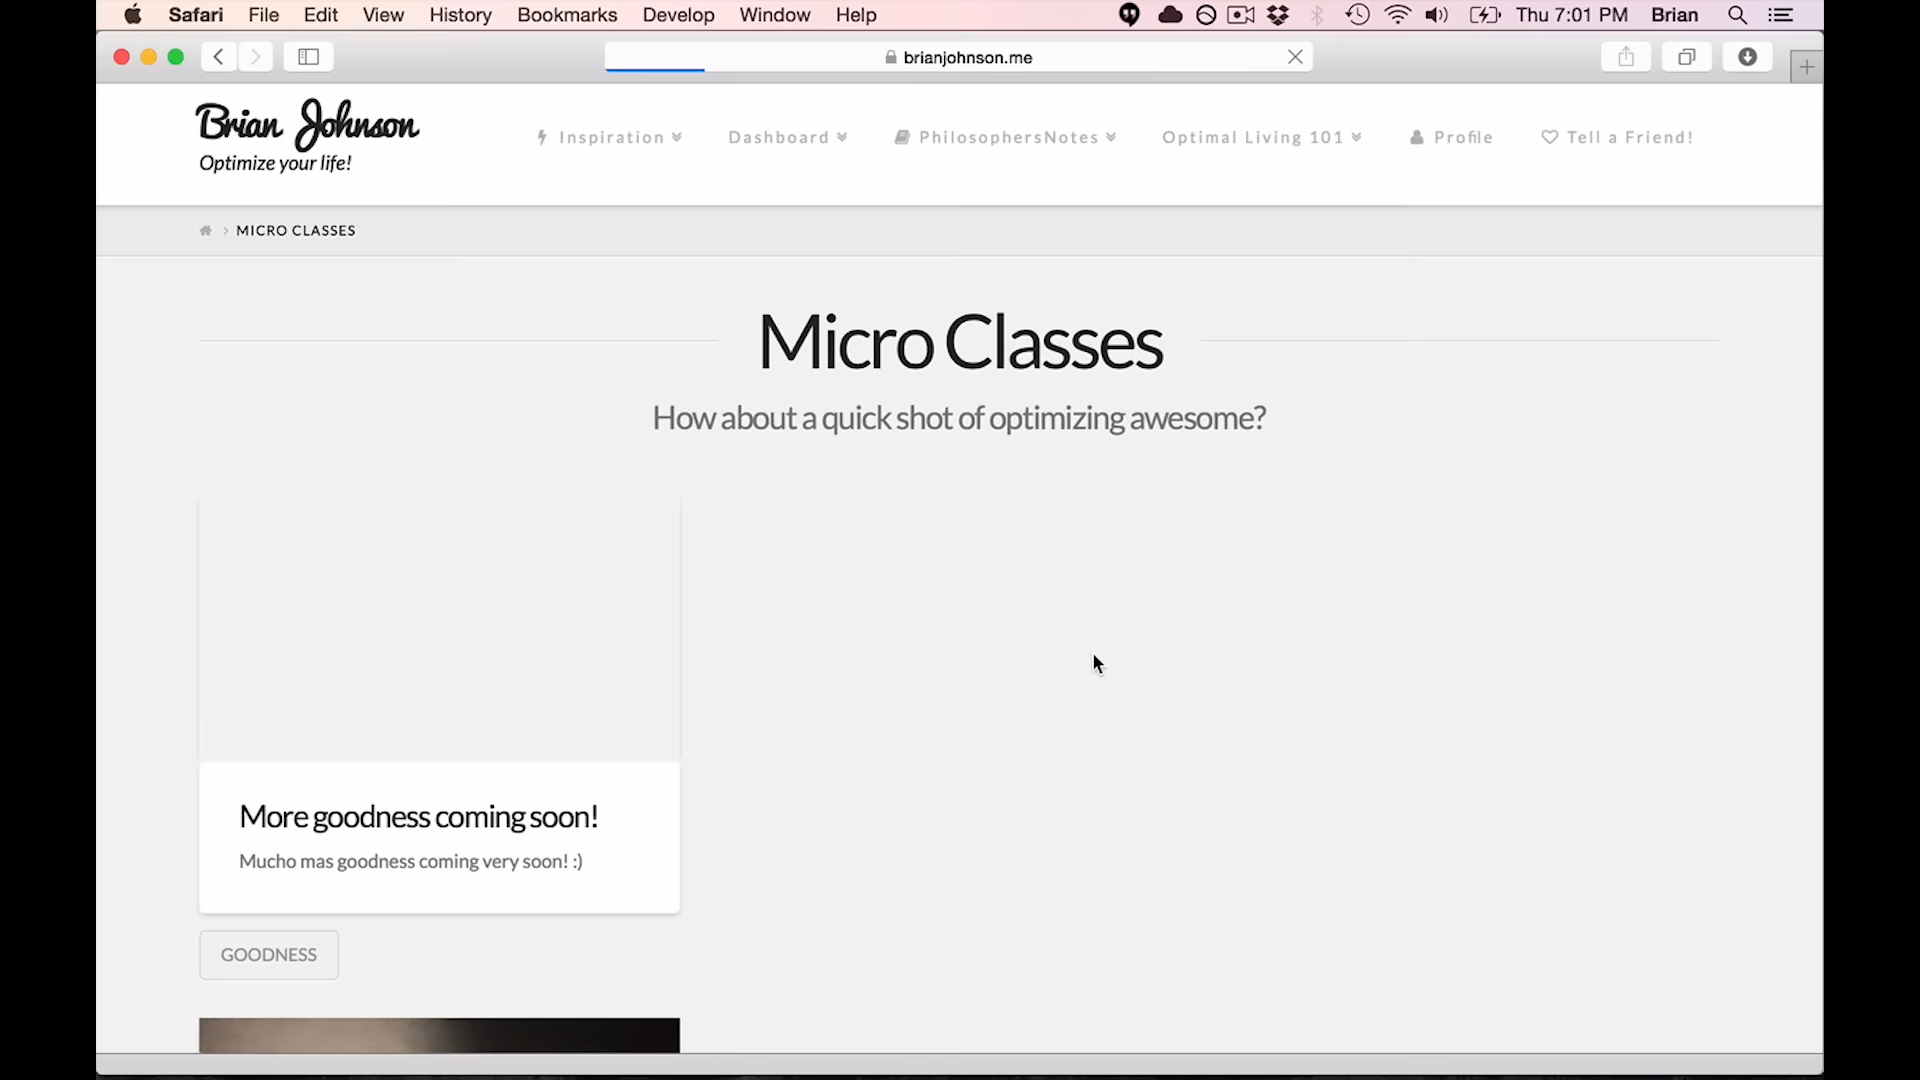 Safari File Edit View History Bookmarks Develop Window Help Thu 7:01 PM Brian
brianjohnson.me
Brian Johnson
Optimize your life!
Inspiration Dashboard PhilosophersNotes Optimal Living 101 Profile Tell a Friend!
MICRO CLASSES
Micro Classes
How about a quick shot of optimizing awesome?
More goodness coming soon!
Mucho mas goodness coming very soon! :)
GOODNESS